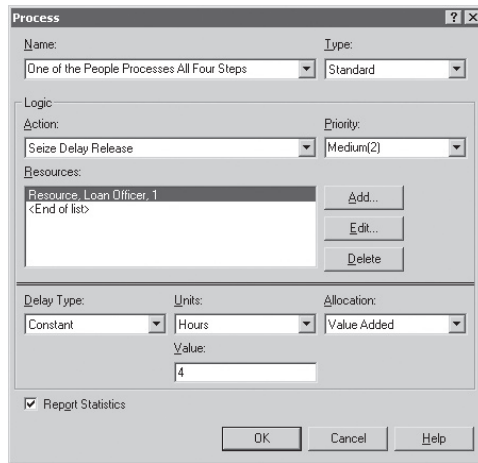 Process
Name: Type:
One of the People Processes All Four Steps Standard
Logic
Action: Priority:
Seize Delay Release Medium(2)
Resources:
Resource, Loan Officer, 1
<End of list>
Add...
Edit...
Delete
Delay Type: Units: Allocation:
Constant Hours Value Added
Value:
4
Report Statistics
OK Cancel Help